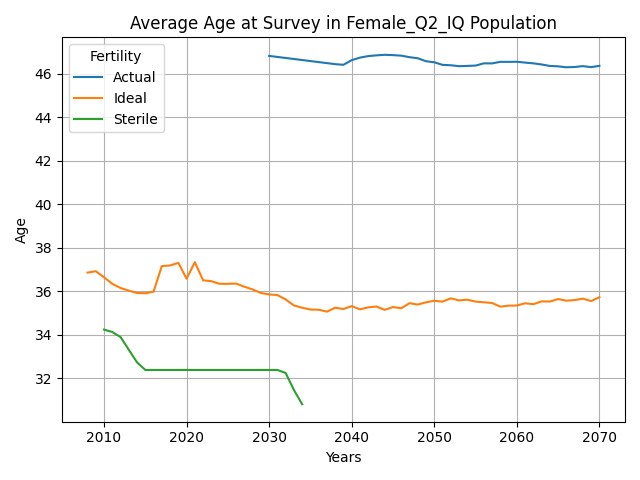 Average Age at Survey in Female_Q2_IQ Population
Fertility
Actual
Ideal
Sterile
46
44
42
40
38
36
34
32
Age
2010 2020 2030 2040 2050 2060 2070
Years